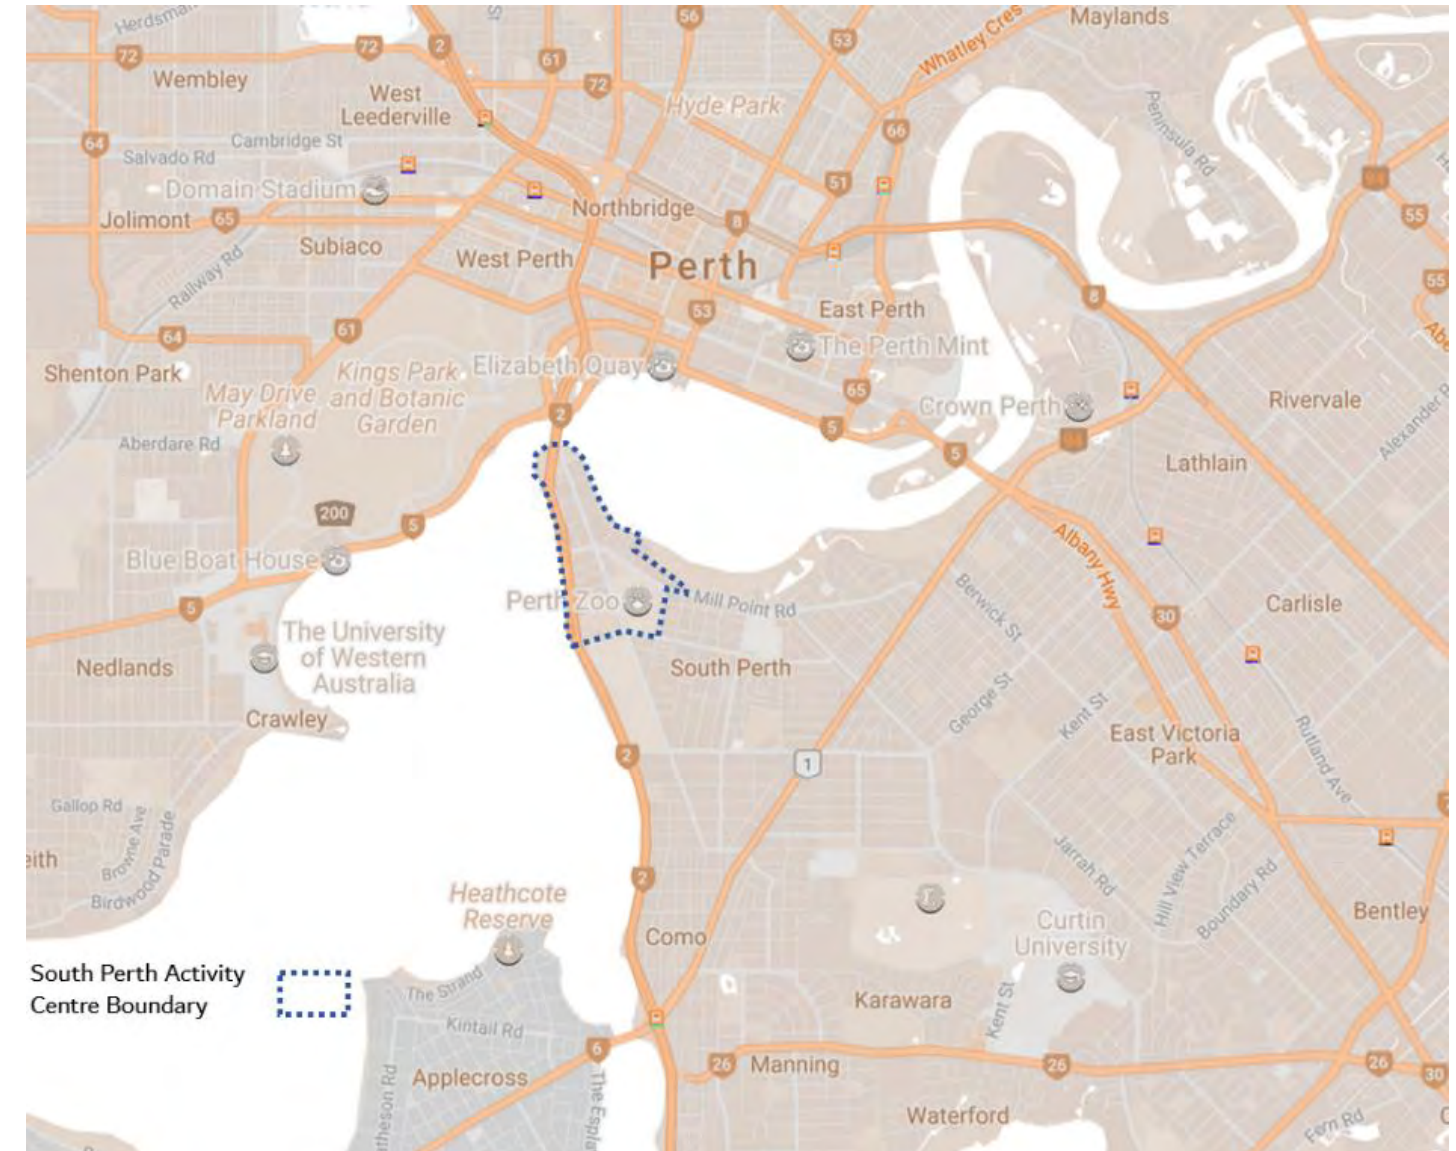 Herdsman
56
Maylands
72
72
2
61
53
Whatley Cres
Wembley
72
West
Leederville
Hyde Park
Peninsula Rd
64
Cambridge St
66
Salvado Rd
Domain Stadium
51
94
Jolimont
65
Northbridge
8
55
Subiaco
West Perth
Perth
Railway Rd
55
53
East Perth
8
64
61
The Perth Mint
Shenton Park
Kings Park
and Botanic
Garden
Elizabeth Quay
May Drive
Parkland
65
Crown Perth
Rivervale
2
5
Aberdare Rd
5
94
Lathlain
200
5
Blue Boat House
Albany Hwy
Perth Zoo
Mill Point Rd
Berwick St
5
30
Carlisle
The University
of Western
Australia
Nedlands
South Perth
George St
Kent St
Crawley
2
1
East Victoria
Park
Rutland Ave
Gallop Rd
Browne Ave
Birdwood Parade
eith
Jarrah Rd
Hill View Terrace
Boundary Rd
2
Heathcote
Reserve
Como
Curtin
University
Bentley
South Perth Activity
Centre Boundary
The Strand
Karawara
Kent St
Kintail Rd
6
26
Manning
26
26
30
Applecross
theson Rd
The Espla
Waterford
Fern Rd